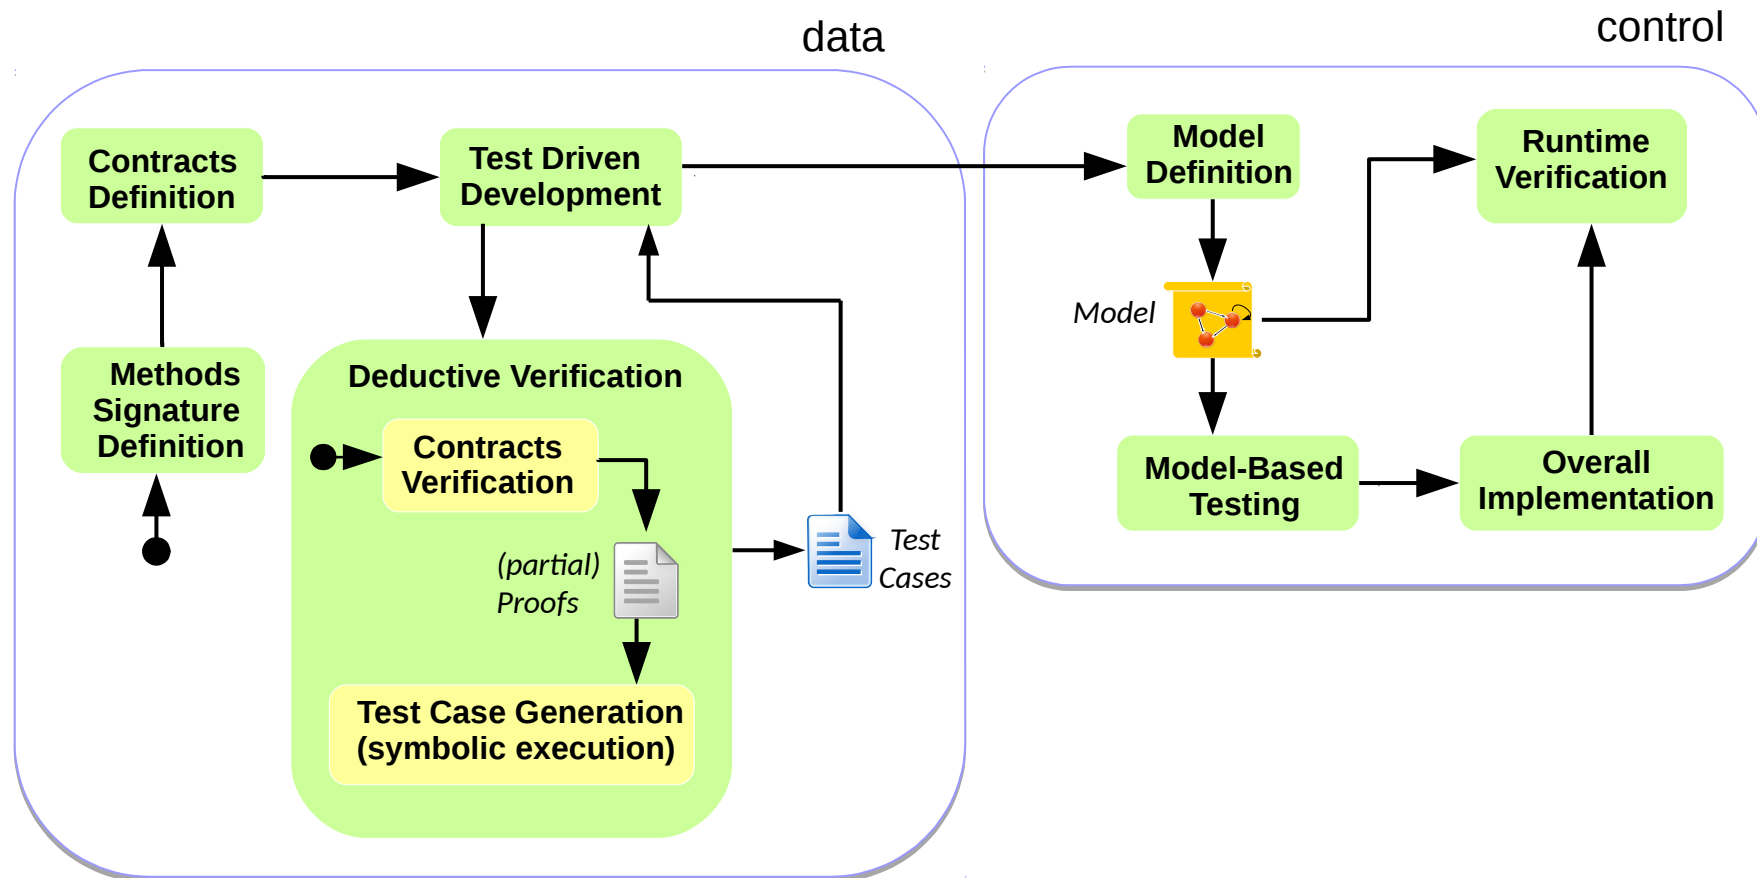 data
control
Contracts
Definition
Test Driven
Development
Methods
Signature
Definition
Deductive Verification
Contracts
Verification
(partial)
Proofs
Test Case Generation
(symbolic execution)
Test
Cases
Model
Definition
Runtime
Verification
Model
Model-Based
Testing
Overall
Implementation